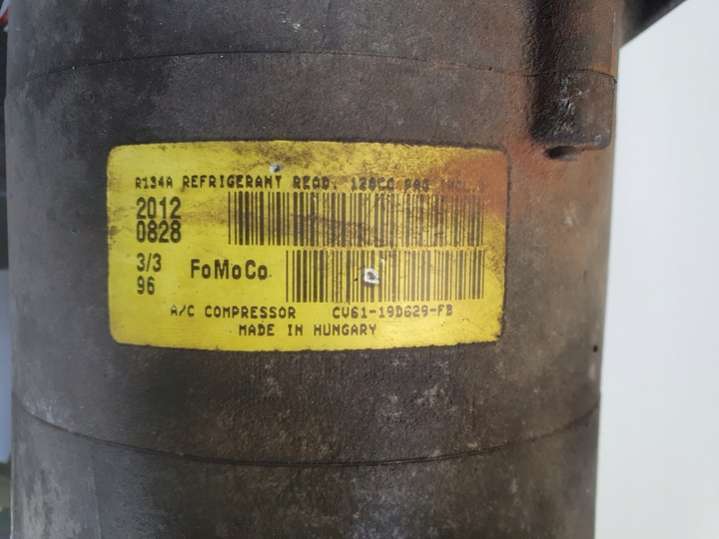 R134A REFRIGERANT REQD. 120CC PAG
2012
0828
3/3 FoMoCo
96
A/C COMPRESSOR CV61-19D629-FB
MADE IN HUNGARY